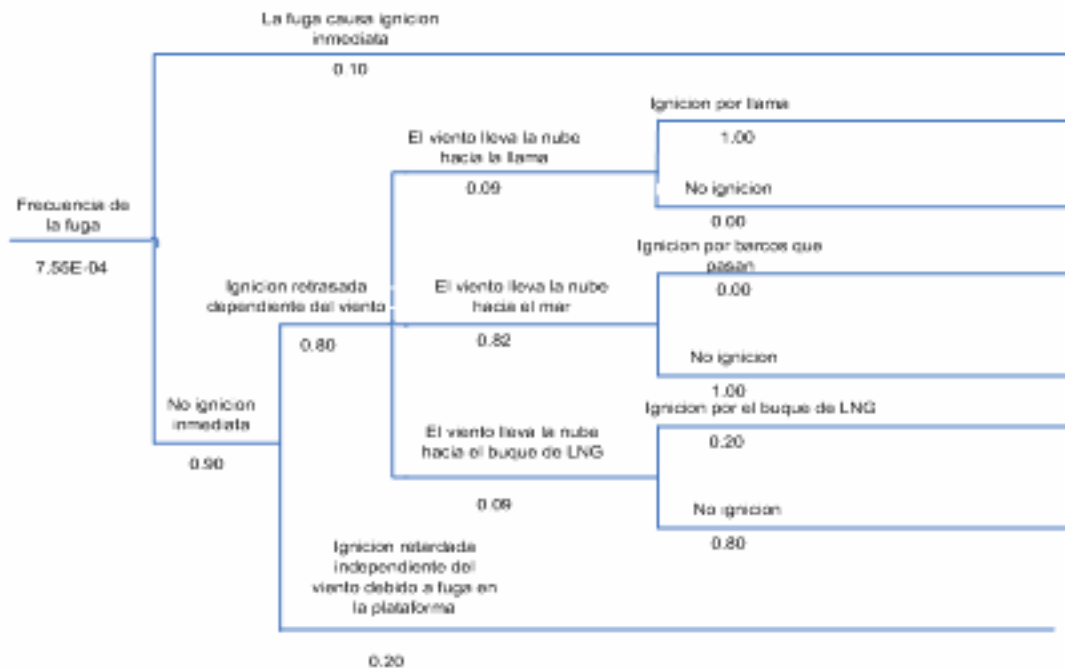 La fuga causa ignicion
inmediata
0.10
Ignicion por llama
1.00
El viento lleva la nube
hacia la llama
0.09
No ignicion
0.00
Frecuencia de
la fuga
7.55E-04
Ignicion por barcos que
pasan
0.00
Ignicion retrasada
dependiente del viento
0.80
El viento lleva la nube
hacia el mar
0.82
No ignicion
1.00
No ignicion
inmediata
0.90
Ignicion por el buque de LNG
0.20
El viento lleva la nube
hacia el buque de LNG
0.09
No ignicion
0.80
Ignicion retardada
independiente del
viento debido a fuga en
la plataforma
0.20